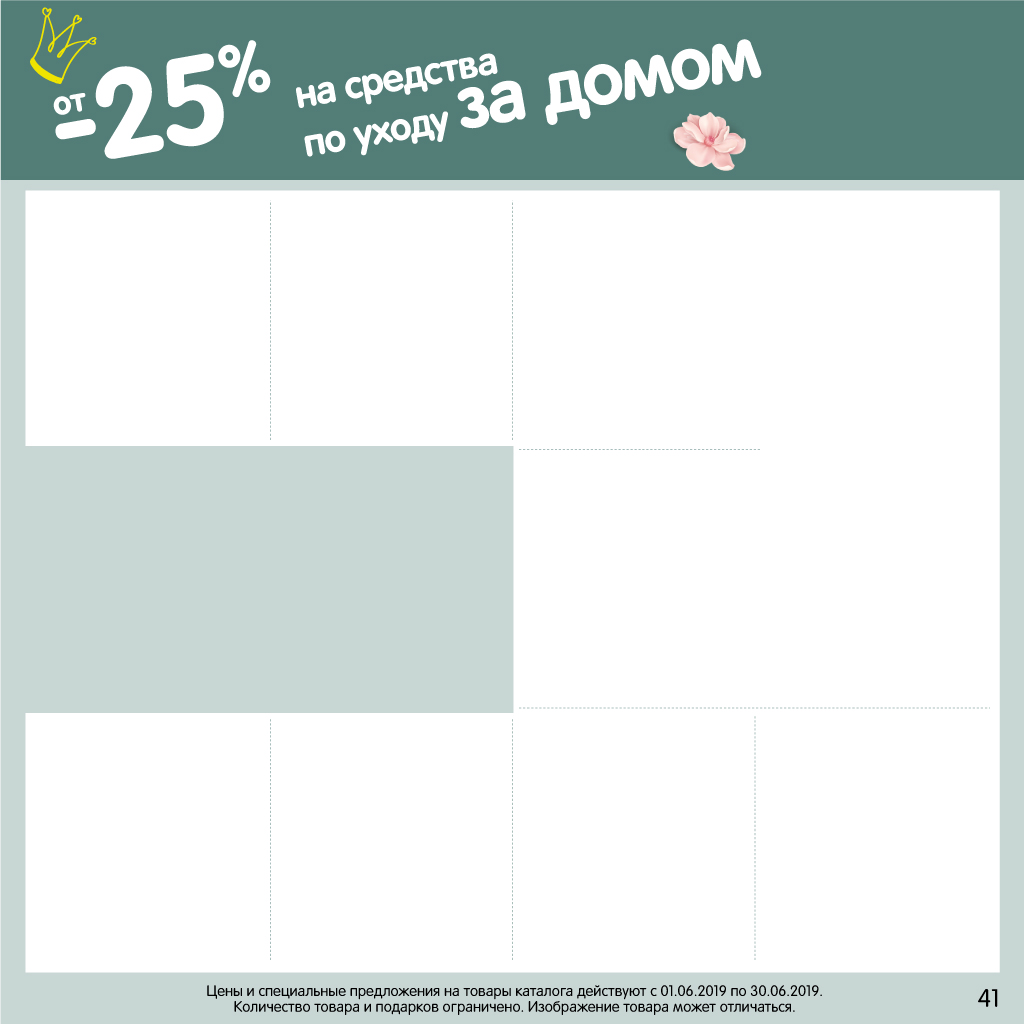 от
-25%
на средства
по уходу за домом
Цены и специальные предложения на товары каталога действуют с 01.06.2019 по 30.06.2019.
Количество товара и подарков ограничено. Изображение товара может отличаться.
41